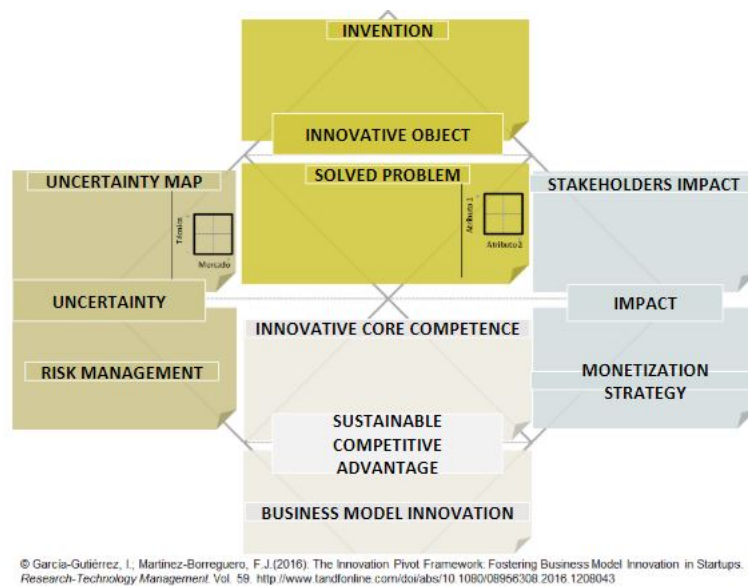 INVENTION
INNOVATIVE OBJECT
UNCERTAINTY MAP
SOLVED PROBLEM
STAKEHOLDERS IMPACT
Técnica
Mercado
Atributo 1
Atributo 2
UNCERTAINTY
IMPACT
INNOVATIVE CORE COMPETENCE
RISK MANAGEMENT
MONETIZATION
STRATEGY
SUSTAINABLE
COMPETITIVE
ADVANTAGE
BUSINESS MODEL INNOVATION
© García-Gutiérrez, I.; Martínez-Borreguero, F.J.(2016): The Innovation Pivot Framework: Fostering Business Model Innovation in Startups.
Research-Technology Management. Vol. 59. http://www.tandfonline.com/doi/abs/10.1080/08956308.2016.1208043